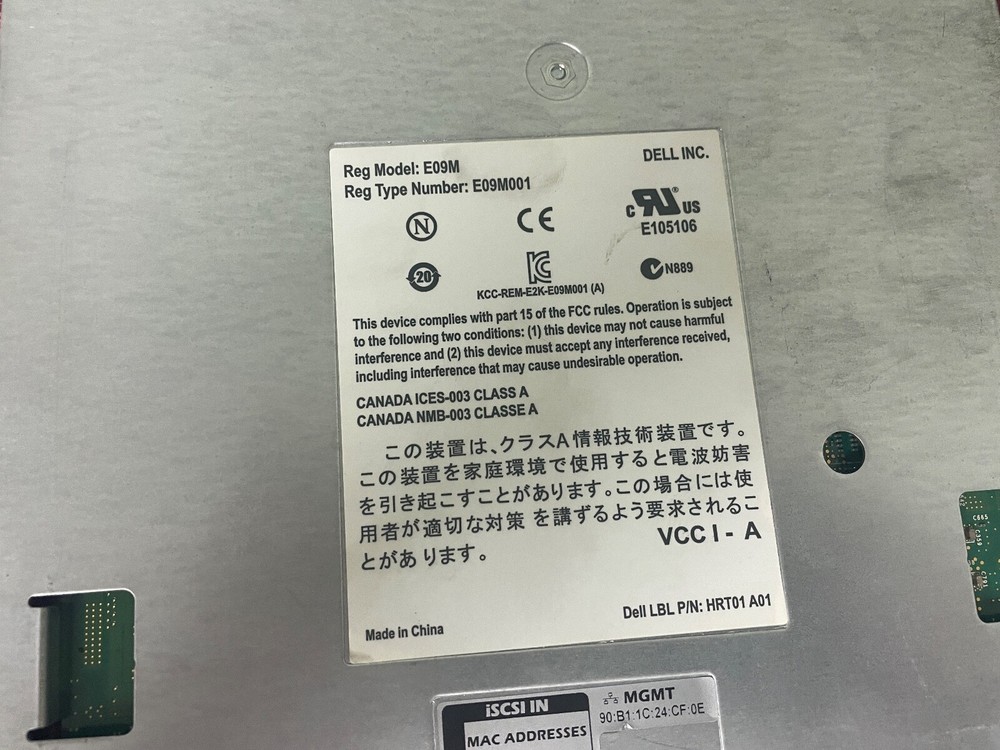 Reg Model: E09M
Reg Type Number: E09M001
DELL INC.
N
CE
c RU® US
E105106
20
KC
N889
KCC-REM-E2K-E09M001 (A)
This device complies with part 15 of the FCC rules. Operation is subject
to the following two conditions: (1) this device may not cause harmful
interference and (2) this device must accept any interference received,
including interference that may cause undesirable operation.
CANADA ICES-003 CLASS A
CANADA NMB-003 CLASSE A
この装置は、クラスA情報技術装置です。
この装置を家庭環境で使用すると電波妨害
を引き起こすことがあります。この場合には使
用者が適切な対策 を講ずるよう要求されるこ
とがあ ります。
VCC I - A
Dell LBL P/N: HRT01 A01
Made in China
iSCSI IN
MAC ADDRESSES
MGMT
90:B1:1C:24:CF:0E
C665
C359
C791